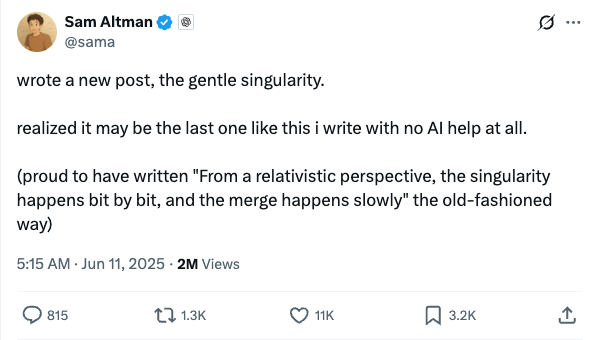 Sam Altman
@sama
wrote a new post, the gentle singularity.
realized it may be the last one like this i write with no AI help at all.
(proud to have written "From a relativistic perspective, the singularity
happens bit by bit, and the merge happens slowly" the old-fashioned
way)
5:15 AM · Jun 11, 2025 · 2M Views
815 1.3K 11K 3.2K